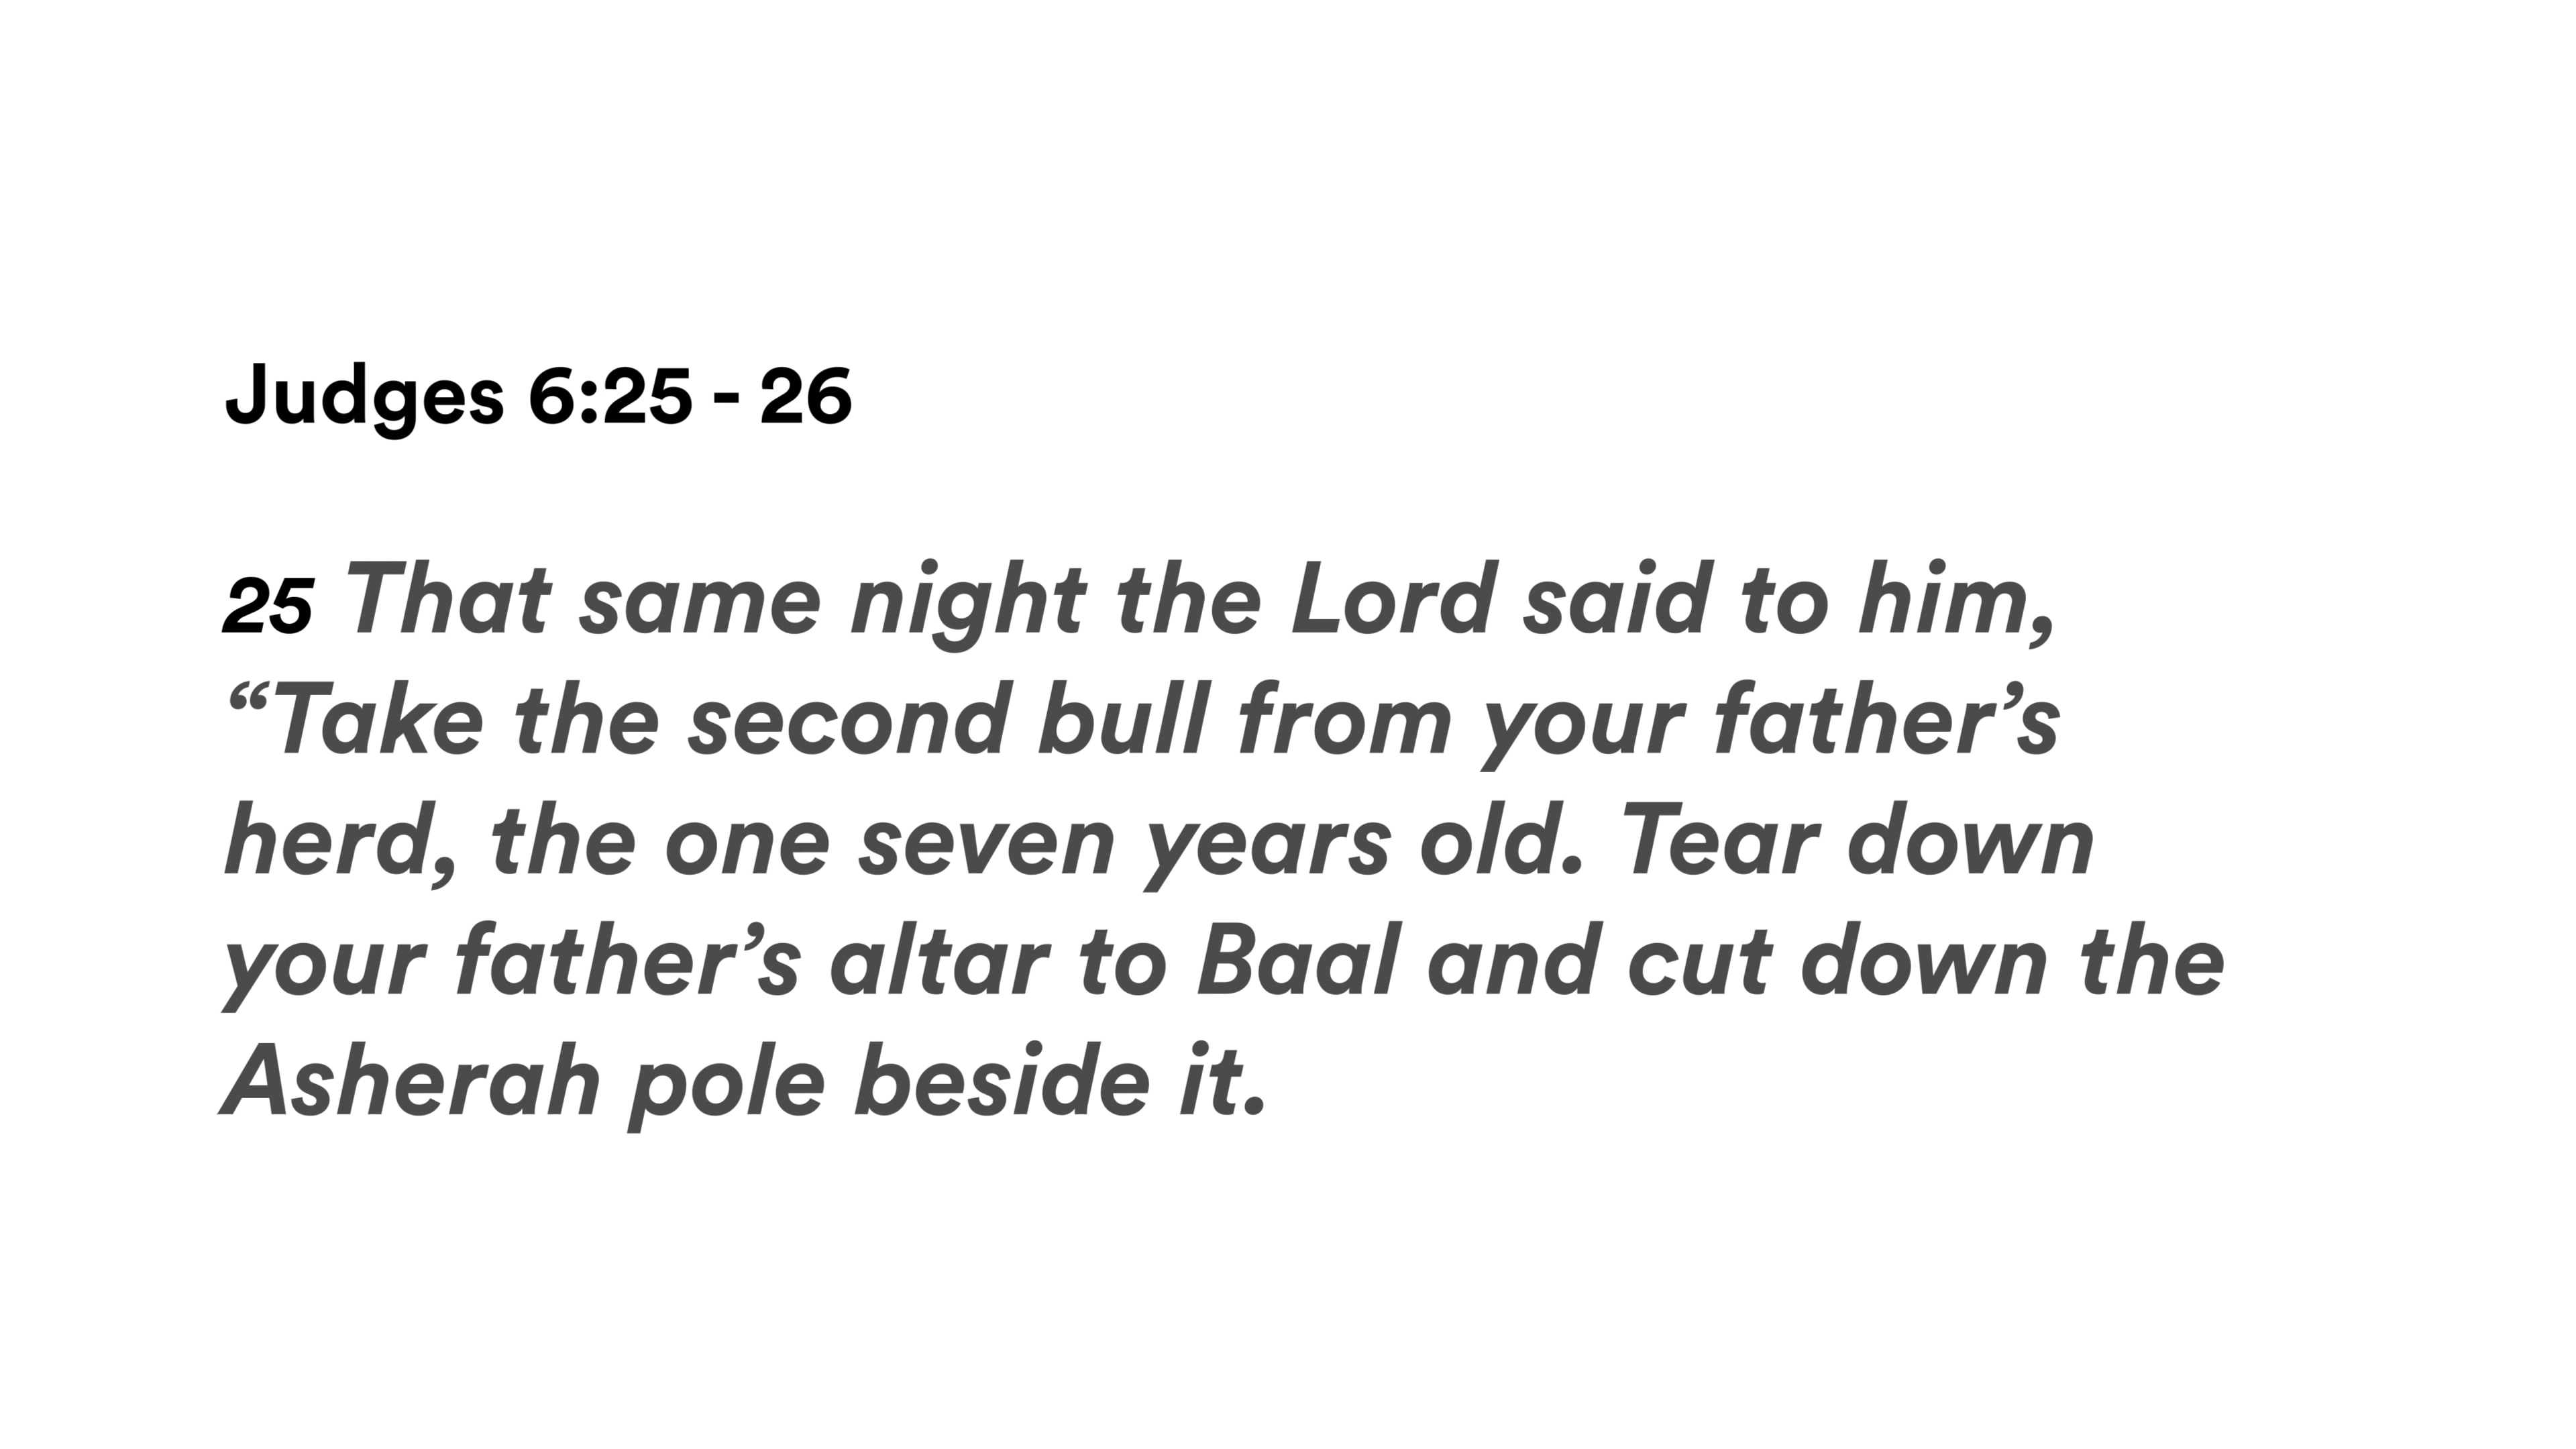 Judges 6:25 - 26
25 That same night the Lord said to him,
“Take the second bull from your father’s
herd, the one seven years old. Tear down
your father’s altar to Baal and cut down the
Asherah pole beside it.